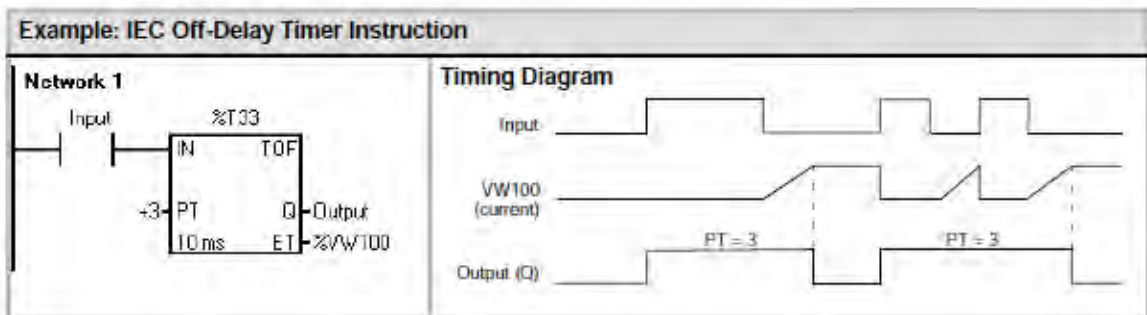 Example: IEC Off-Delay Timer Instruction
Network 1
Input
%T33
IN TOF
+3 PT Q Output
10 ms ET %VW100
Timing Diagram
Input
VW100
(current)
PT = 3 PT = 3
Output (Q)